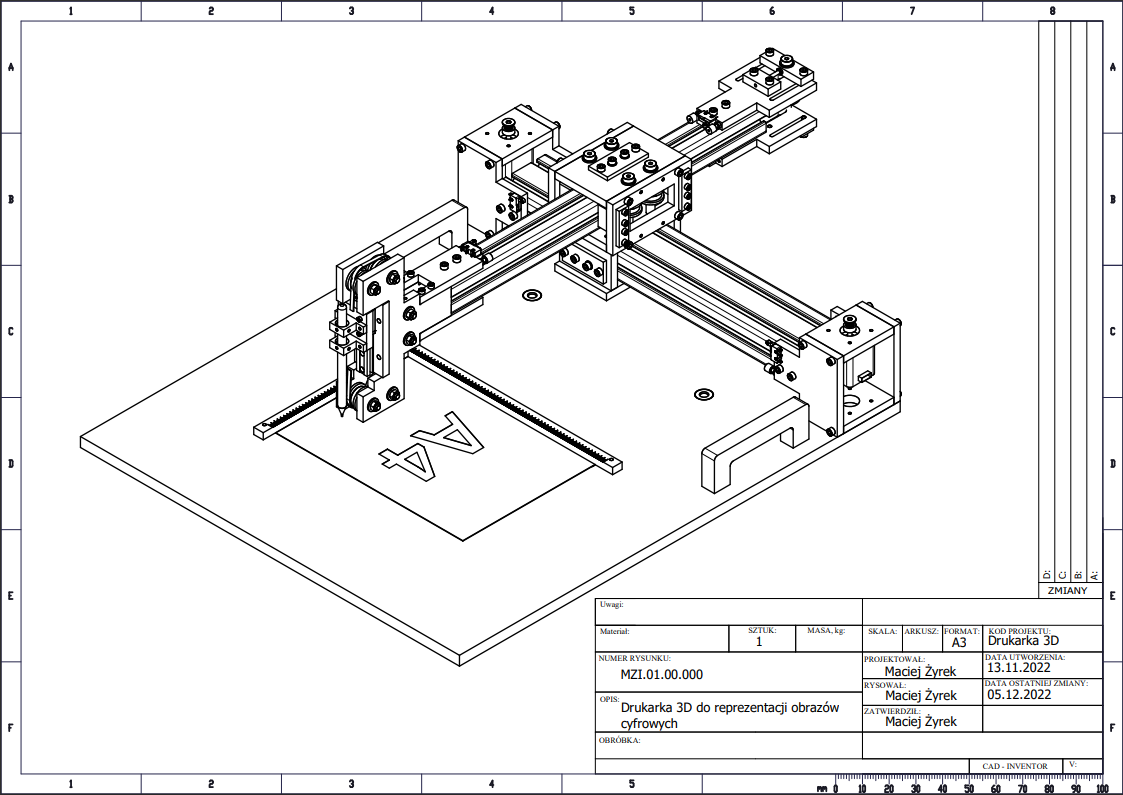 1 2 3 4 5 6 7 8
A A
B B
C C
D D
E E
F F
A4
D:
C:
B:
A:
ZMIANY
Uwagi:
Materiał: SZTUK: MASA, kg: SKALA: ARKUSZ: FORMAT: KOD PROJEKTU:
1 A3 Drukarka 3D
NUMER RYSUNKU: PROJEKTOWAŁ: DATA UTWORZENIA:
MZI.01.00.000 Maciej Żyrek 13.11.2022
RYSOWAŁ: DATA OSTATNIEJ ZMIANY:
Maciej Żyrek 05.12.2022
OPIS: Drukarka 3D do reprezentacji obrazów
cyfrowych
ZATWIERDZIŁ:
Maciej Żyrek
OBRÓBKA:
CAD - INVENTOR V:
1 2 3 4 5
MM 0 10 20 30 40 50 60 70 80 90 100